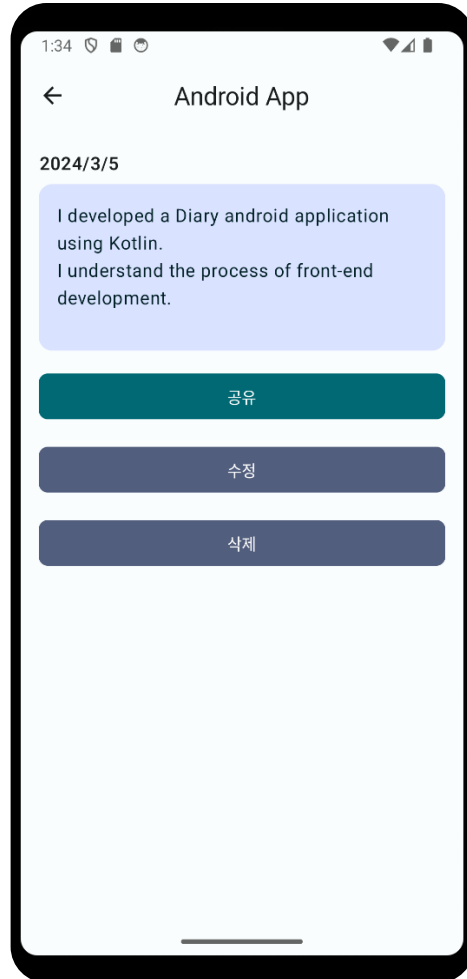 1:34
Android App
2024/3/5
I developed a Diary android application
using Kotlin.
I understand the process of front-end
development.
공유
수정
삭제